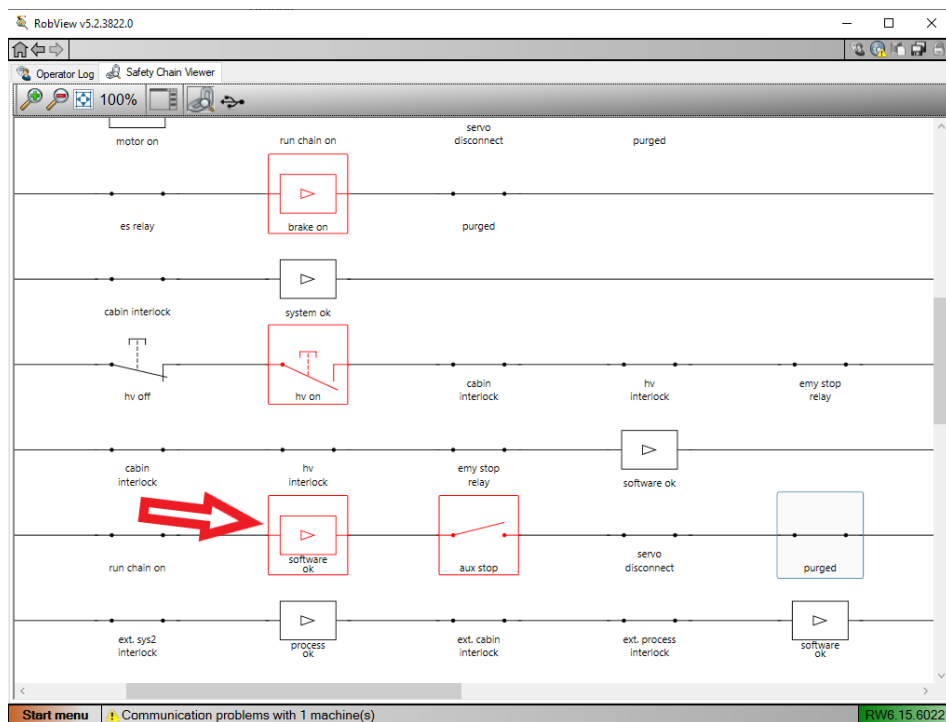 RobView v5.2.3822.0
Operator Log
Safety Chain Viewer
100%
motor on
run chain on
servo
disconnect
purged
es relay
brake on
purged
cabin interlock
system ok
hv off
hv on
cabin
interlock
hv
interlock
emy stop
relay
cabin
interlock
hv
interlock
emy stop
relay
software ok
run chain on
software
ok
aux stop
servo
disconnect
purged
ext. sys2
interlock
process
ok
ext. cabin
interlock
ext. process
interlock
software
ok
Start menu
Communication problems with 1 machine(s)
RW6.15.6022